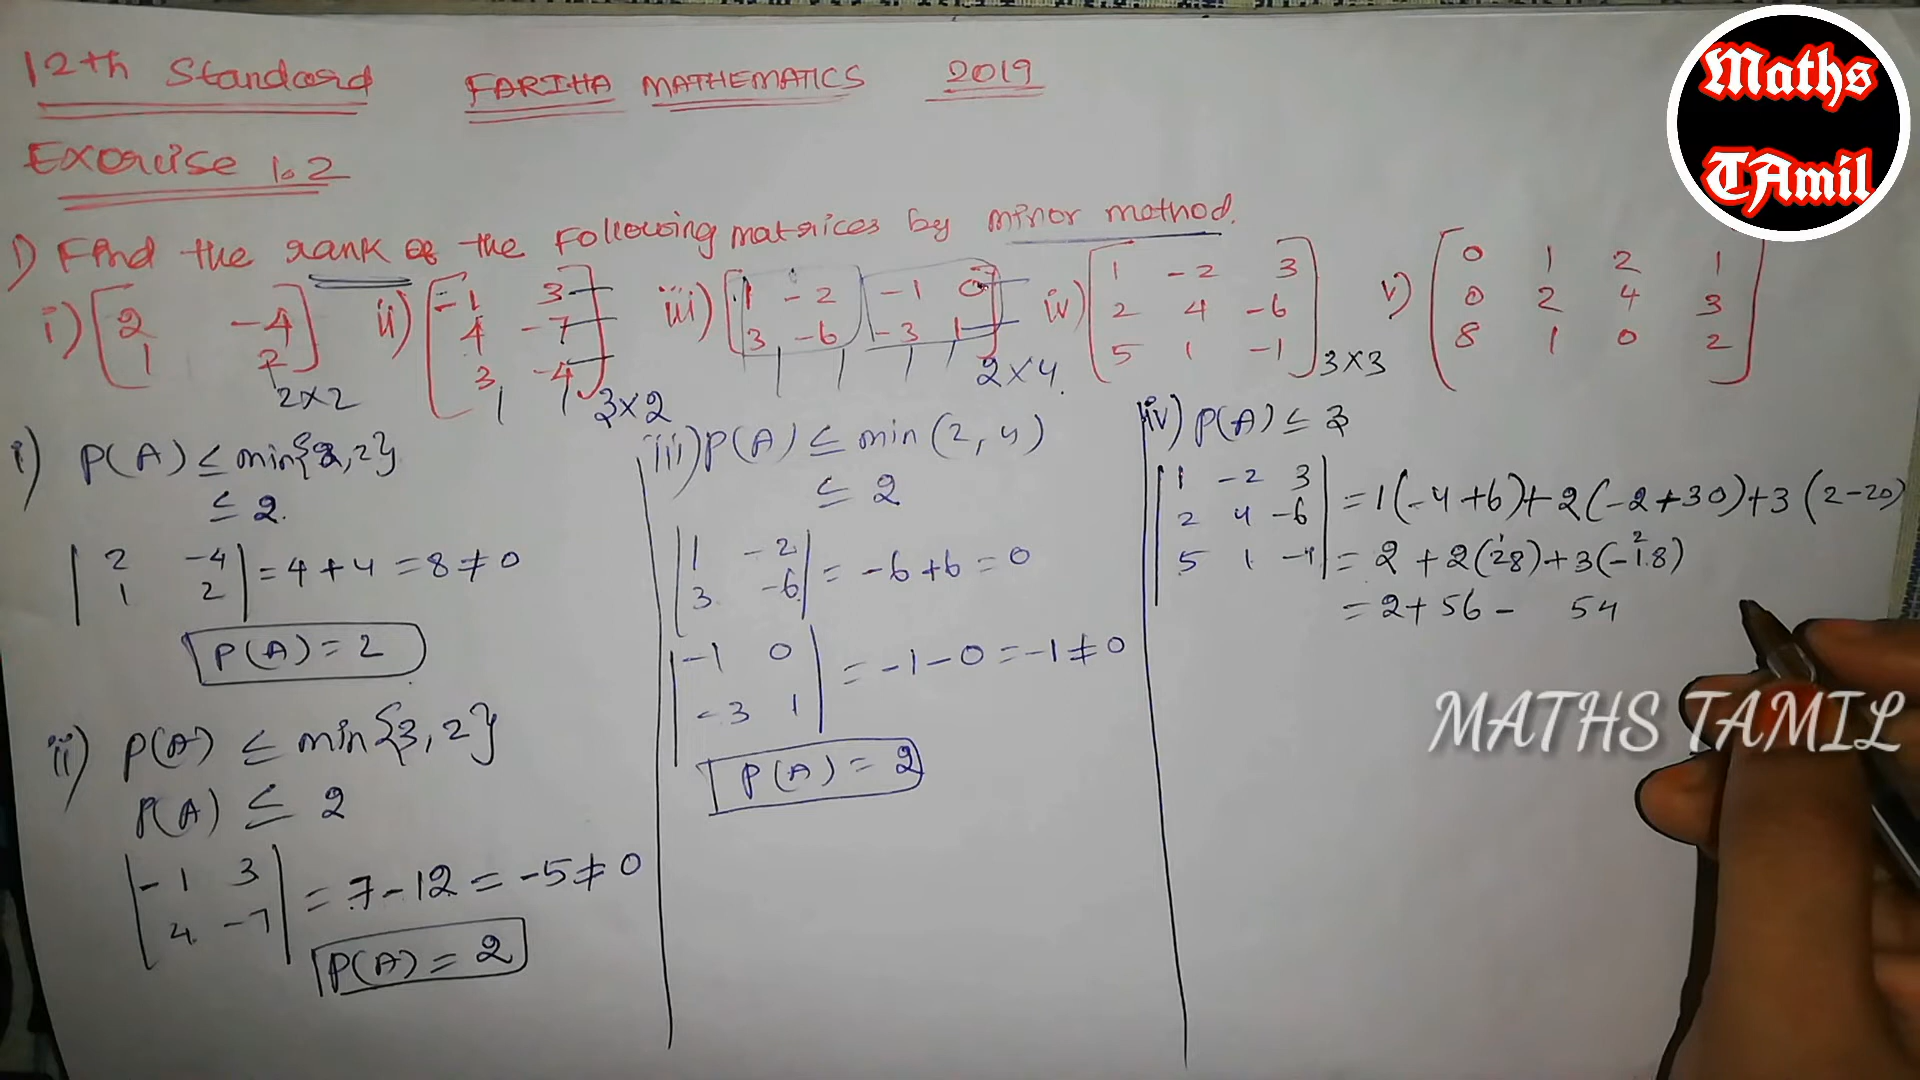 12th Standard FARITHA MATHEMATICS 2019
Exercise 1.2
1) Find the rank of the following matrices by minor method.
i) [2 -4
1 2] 2×2
ii) [-1 3
4 -7
3 -4] 3×2
iii) [1 -2 -1 0
3 -6 -3 1] 2×4
iv) [1 -2 3
2 4 -6
5 1 -1] 3×3
v) [0 1 2 1
0 2 4 3
8 1 0 2]
i) P(A) ≤ min{2,2}
≤ 2.
|2 -4
1 2| = 4+4 = 8 ≠ 0
P(A) = 2
ii) P(A) ≤ min{3,2}
P(A) ≤ 2
|-1 3
4 -7| = 7-12 = -5 ≠ 0
P(A) = 2
iii) P(A) ≤ min(2,4)
≤ 2
|1 -2
3 -6| = -6+6 = 0
|-1 0
-3 1| = -1-0 = -1 ≠ 0
P(A) = 2
iv) P(A) ≤ 3
|1 -2 3
2 4 -6
5 1 -1| = 1(-4+6)+2(-2+30)+3(2-20)
= 2+2(28)+3(-18)
= 2+56- 54
Maths
TAmil
MATHS TAMIL